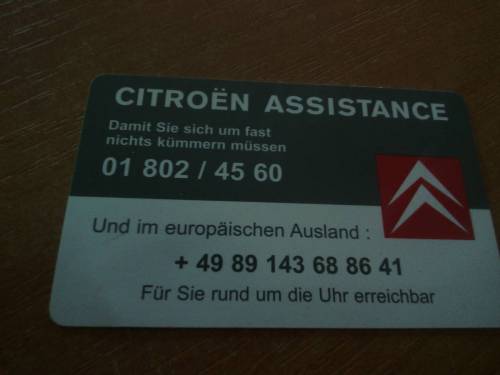 CITROËN ASSISTANCE
Damit Sie sich um fast
nichts kümmern müssen
01 802 / 45 60
Und im europäischen Ausland :
+ 49 89 143 68 86 41
Für Sie rund um die Uhr erreichbar